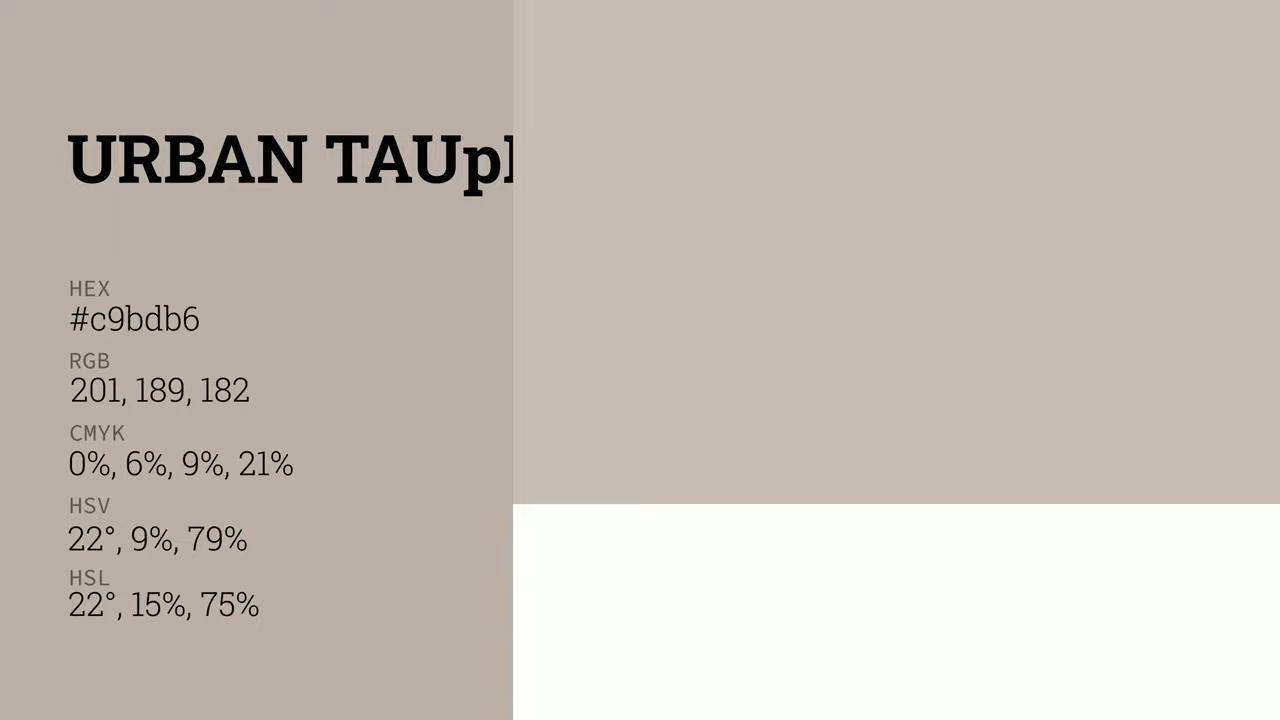 URBAN TAUp
HEX
#c9bdb6
RGB
201, 189, 182
CMYK
0%, 6%, 9%, 21%
HSV
22°, 9%, 79%
HSL
22°, 15%, 75%